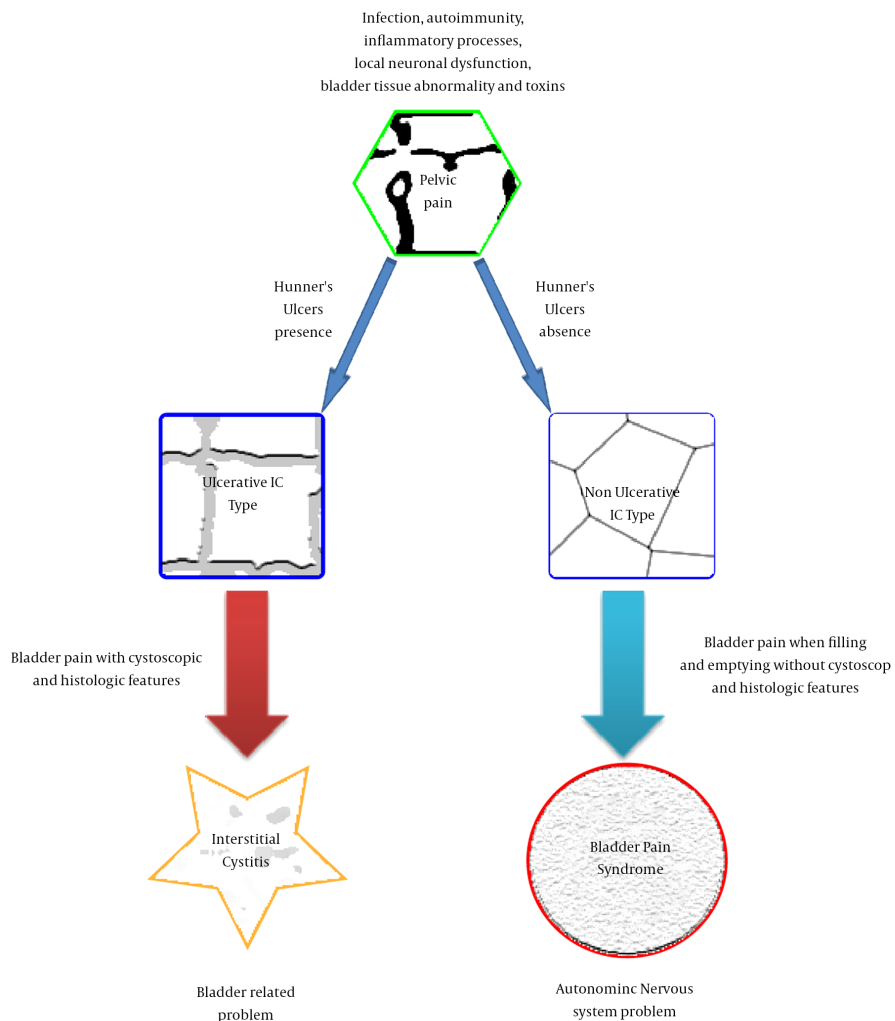 Infection, autoimmunity,
inflammatory processes,
local neuronal dysfunction,
bladder tissue abnormality and toxins
Pelvic
pain
Hunner's
Ulcers
presence
Hunner's
Ulcers
absence
Ulcerative IC
Type
Non Ulcerative
IC Type
Bladder pain with cystoscopic
and histologic features
Bladder pain when filling
and emptying without cystoscop
and histologic features
Interstitial
Cystitis
Bladder Pain
Syndrome
Bladder related
problem
Autonominc Nervous
system problem